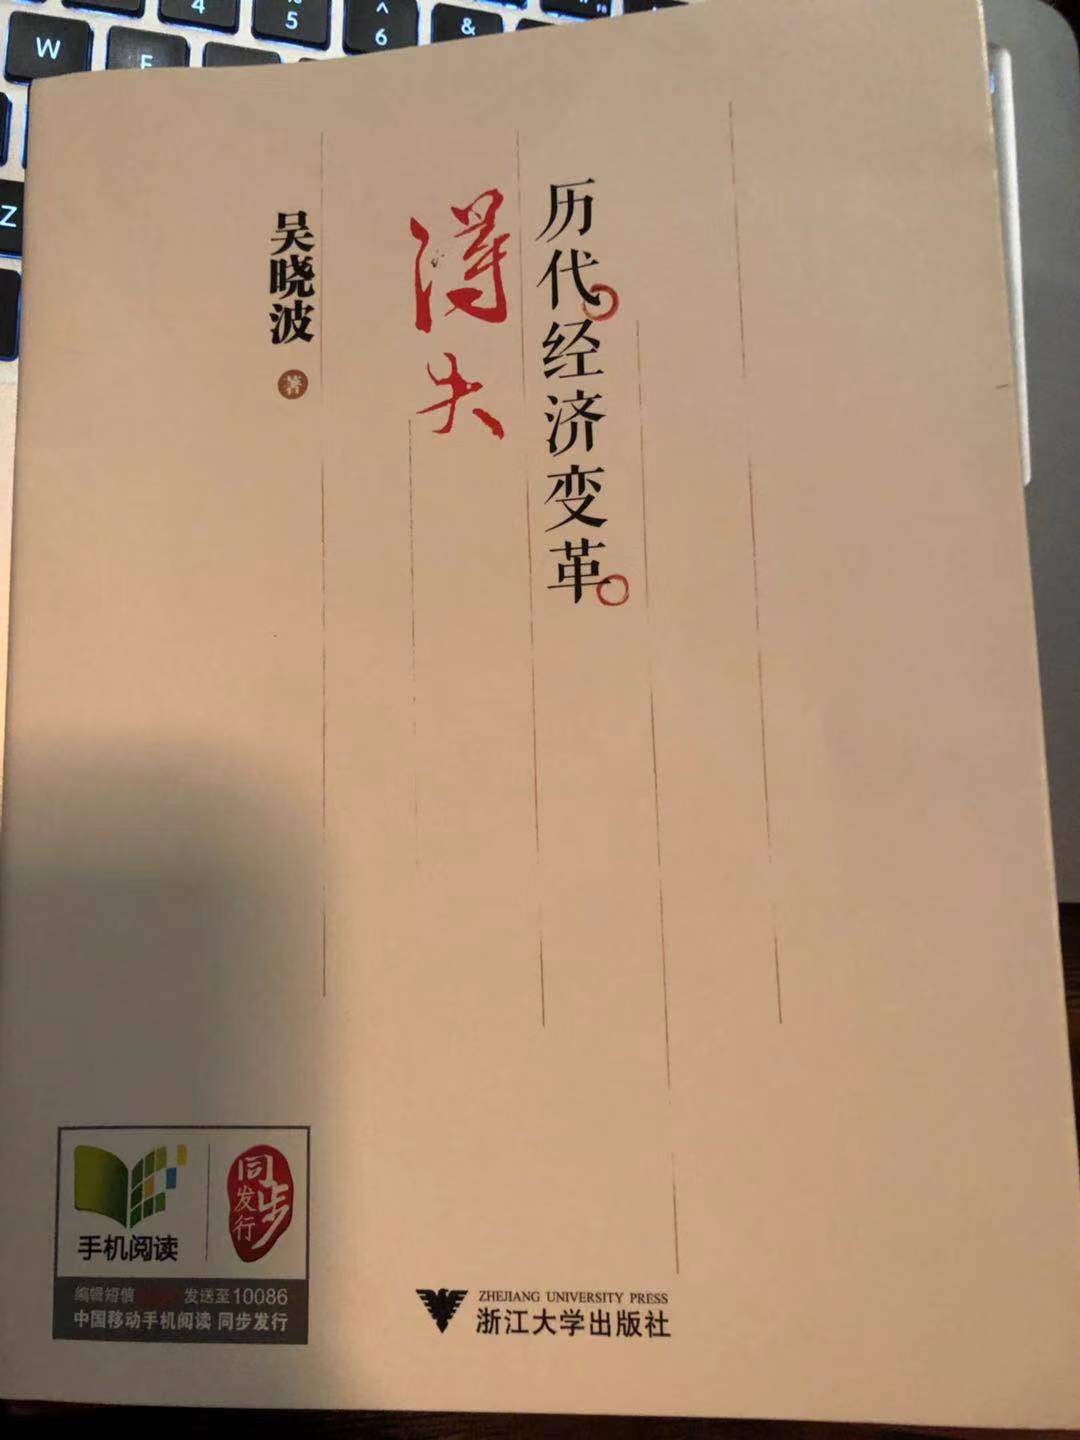 历代经济变革
得失
吴晓波
著
手机阅读
同步
发行
编辑短信 发送至10086
中国移动手机阅读 同步发行
ZHEJIANG UNIVERSITY PRESS
浙江大学出版社
W
E
4
%
5
^
6
&
Z